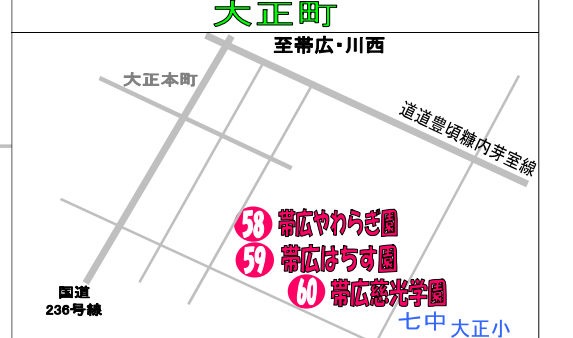 大正町
至帯広・川西
大正本町
道道豊頃糠内芽室線
58 帯広やわらぎ園
59 帯広はちす園
60 帯広慈光学園
国道
236号線
七中 大正小